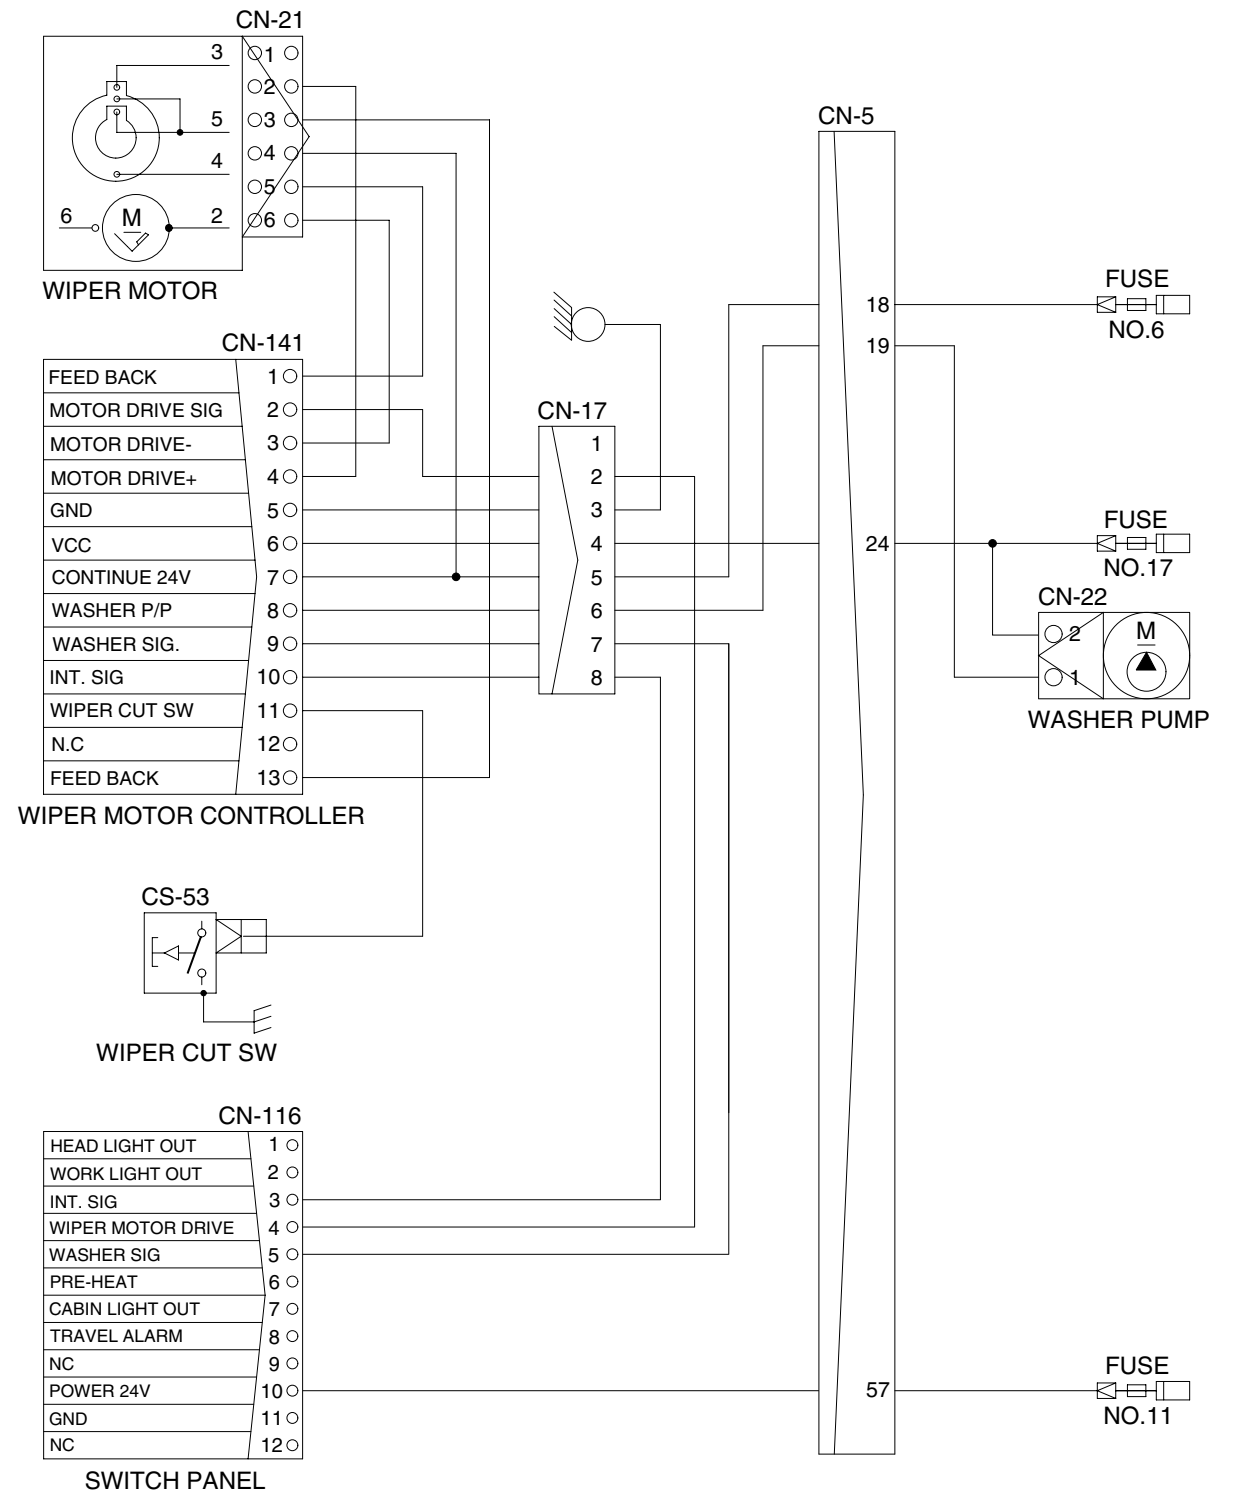 CN-21
3
1
2
5
3
4
4
5
6
M
2
6
WIPER MOTOR
CN-5
FUSE
18
NO.6
19
CN-141
FEED BACK 1
MOTOR DRIVE SIG 2
MOTOR DRIVE- 3
MOTOR DRIVE+ 4
GND 5
VCC 6
CONTINUE 24V 7
WASHER P/P 8
WASHER SIG. 9
INT. SIG 10
WIPER CUT SW 11
N.C 12
FEED BACK 13
WIPER MOTOR CONTROLLER
CN-17
1
2
3
4
5
6
7
8
24
FUSE
NO.17
CN-22
2
M
1
WASHER PUMP
CS-53
WIPER CUT SW
CN-116
HEAD LIGHT OUT 1
WORK LIGHT OUT 2
INT. SIG 3
WIPER MOTOR DRIVE 4
WASHER SIG 5
PRE-HEAT 6
CABIN LIGHT OUT 7
TRAVEL ALARM 8
NC 9
POWER 24V 10
GND 11
NC 12
SWITCH PANEL
57
FUSE
NO.11